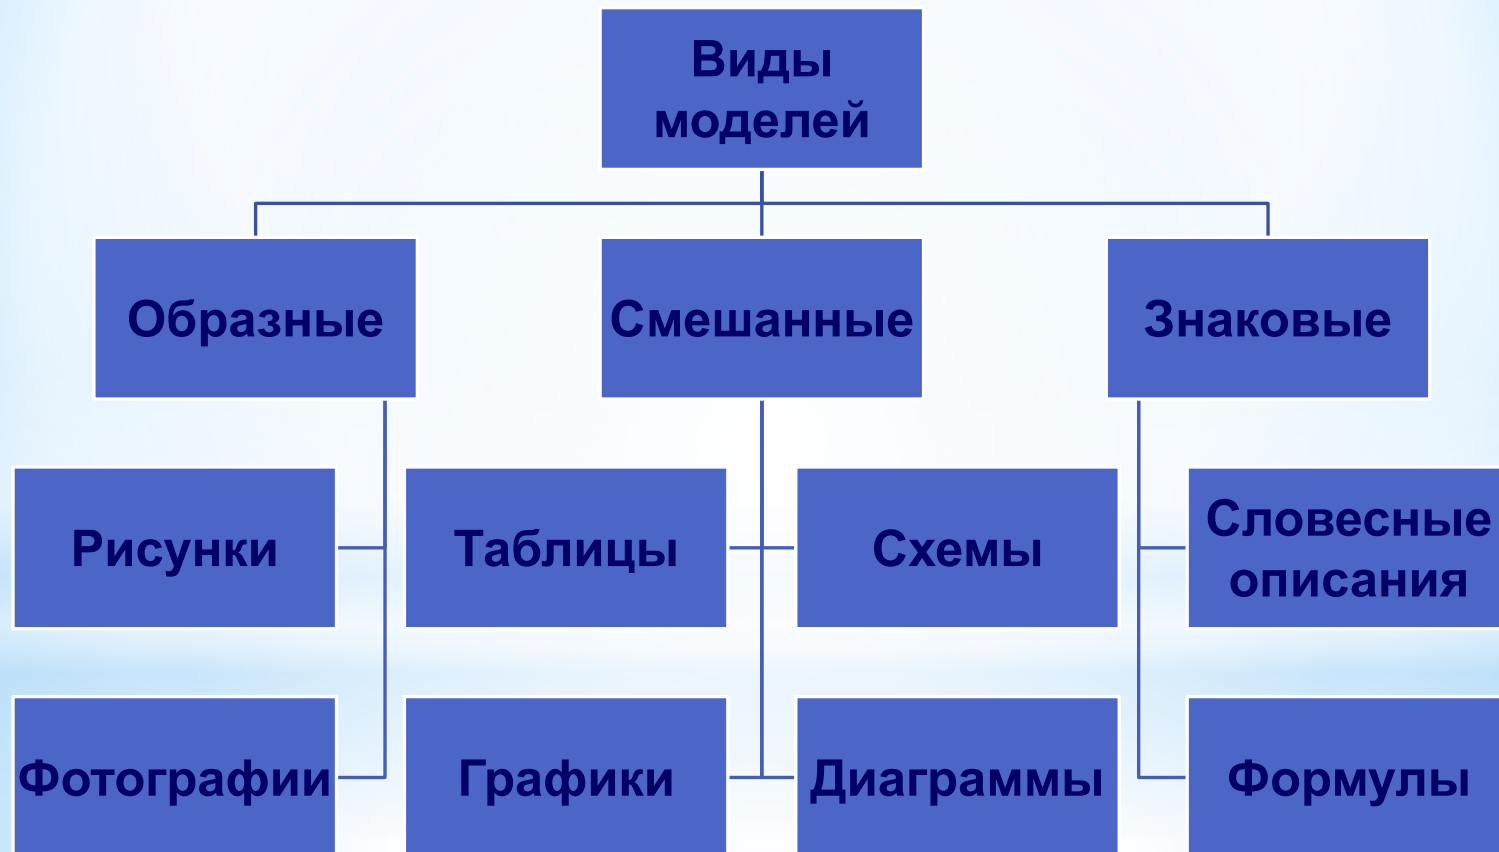 Виды
моделей
Образные
Смешанные
Знаковые
Рисунки
Таблицы
Схемы
Словесные
описания
Фотографии
Графики
Диаграммы
Формулы